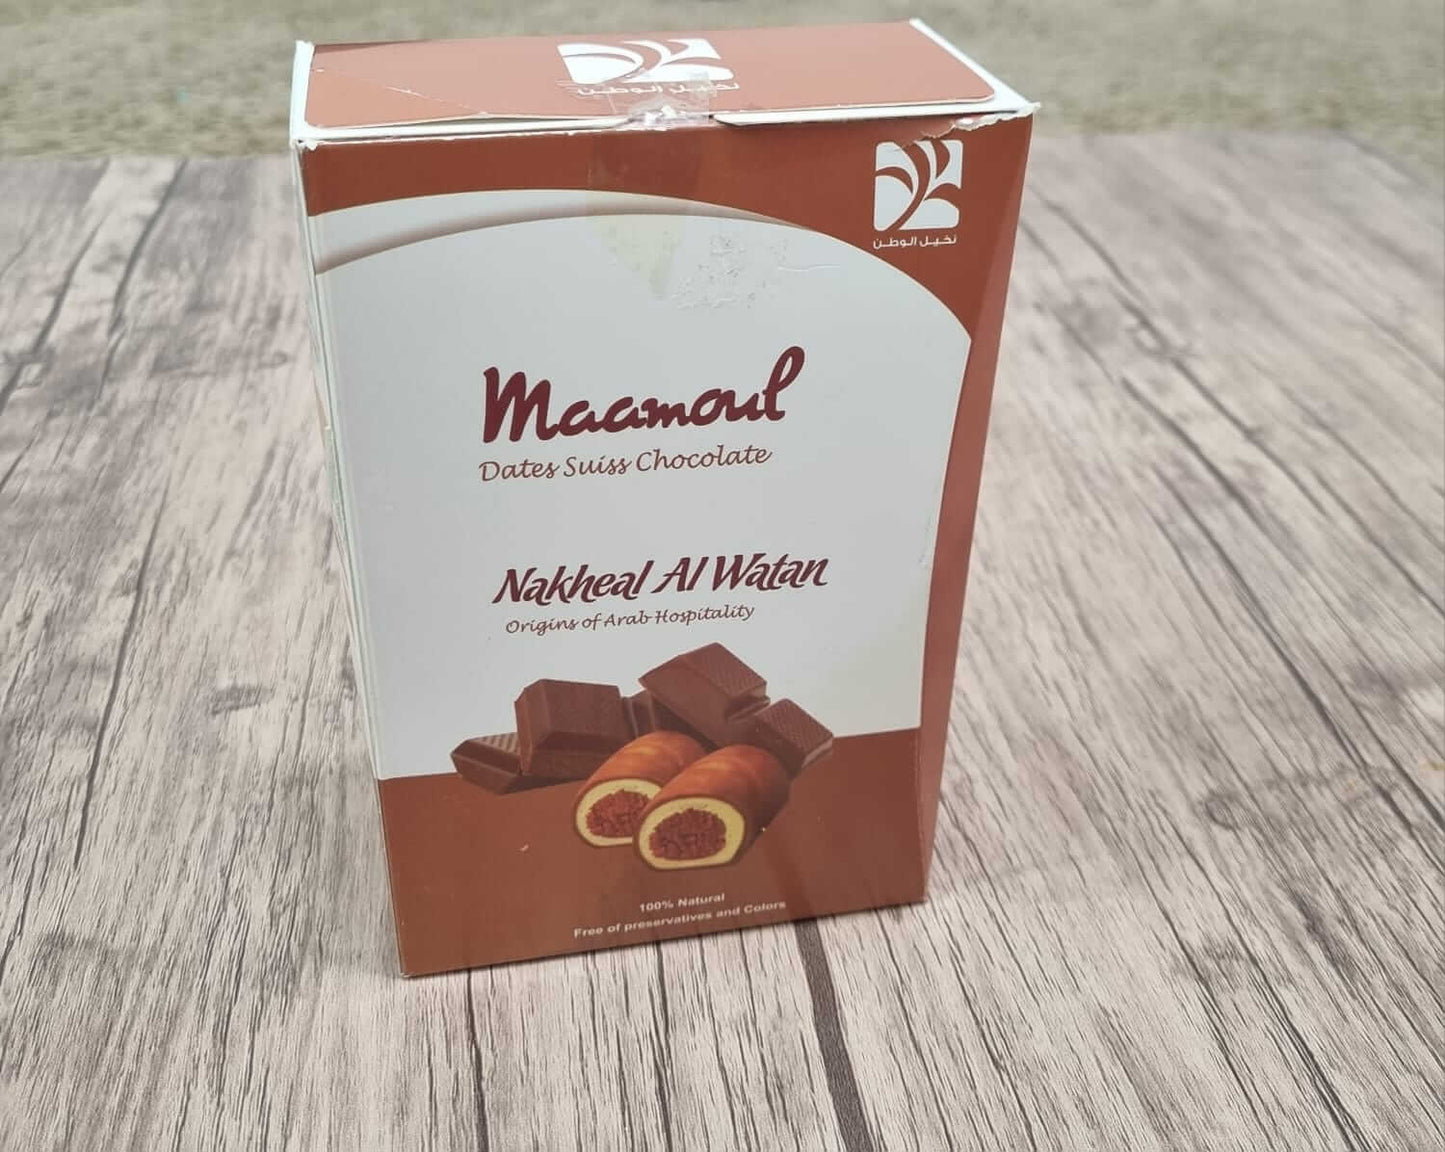 نخيل الوطن
نخيل الوطن
Maamoul
Dates Suiss Chocolate
Nakheal Al Watan
Origins of Arab Hospitality
100% Natural
Free of preservatives and Colors